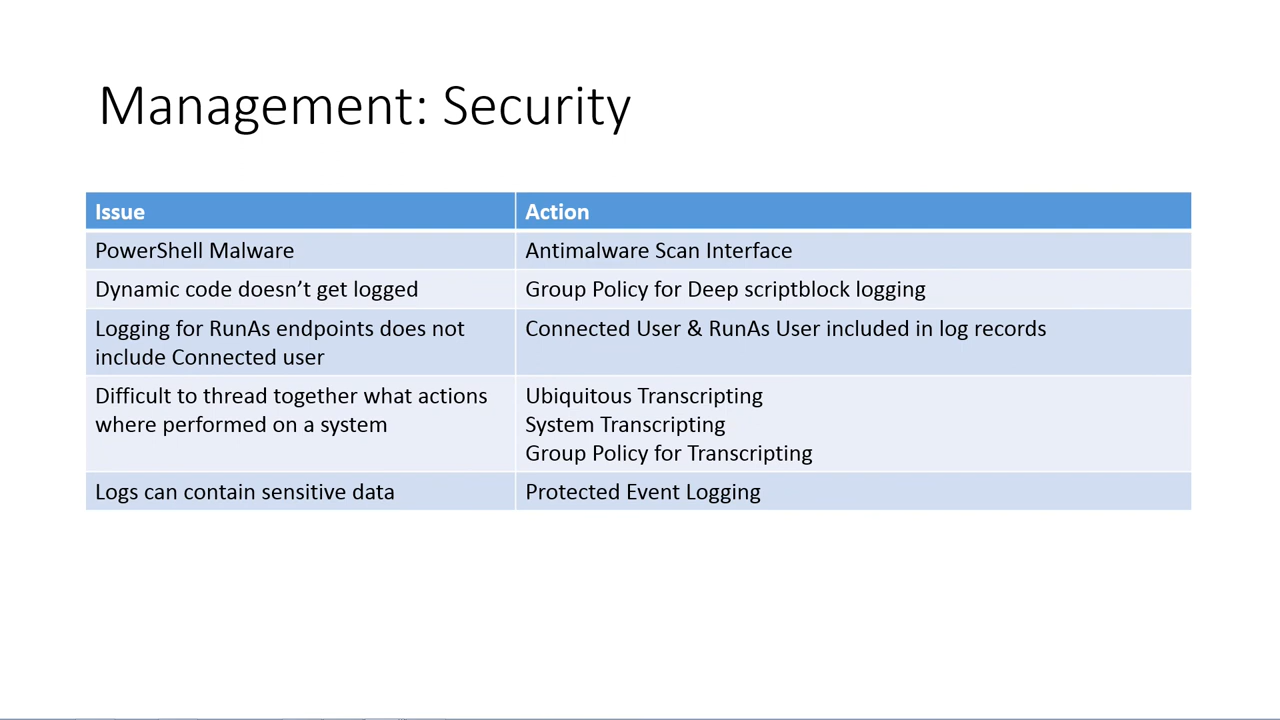 Management: Security
Issue
Action
PowerShell Malware
Antimalware Scan Interface
Dynamic code doesn’t get logged
Group Policy for Deep scriptblock logging
Logging for RunAs endpoints does not
include Connected user
Connected User & RunAs User included in log records
Difficult to thread together what actions
where performed on a system
Ubiquitous Transcripting
System Transcripting
Group Policy for Transcripting
Logs can contain sensitive data
Protected Event Logging